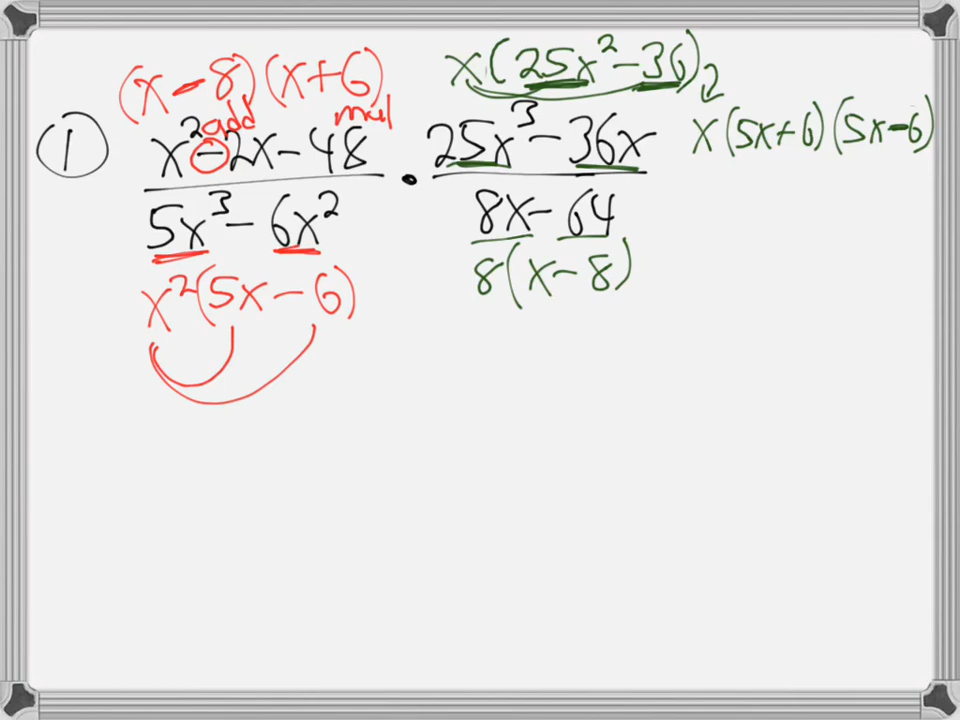 x(25x² - 36)
(x - 8)(x + 6)
add mul
x(5x + 6)(5x - 6)
① x² - 2x - 48 · 25x³ - 36x
5x³ - 6x² 8x - 64
x²(5x - 6) 8(x - 8)